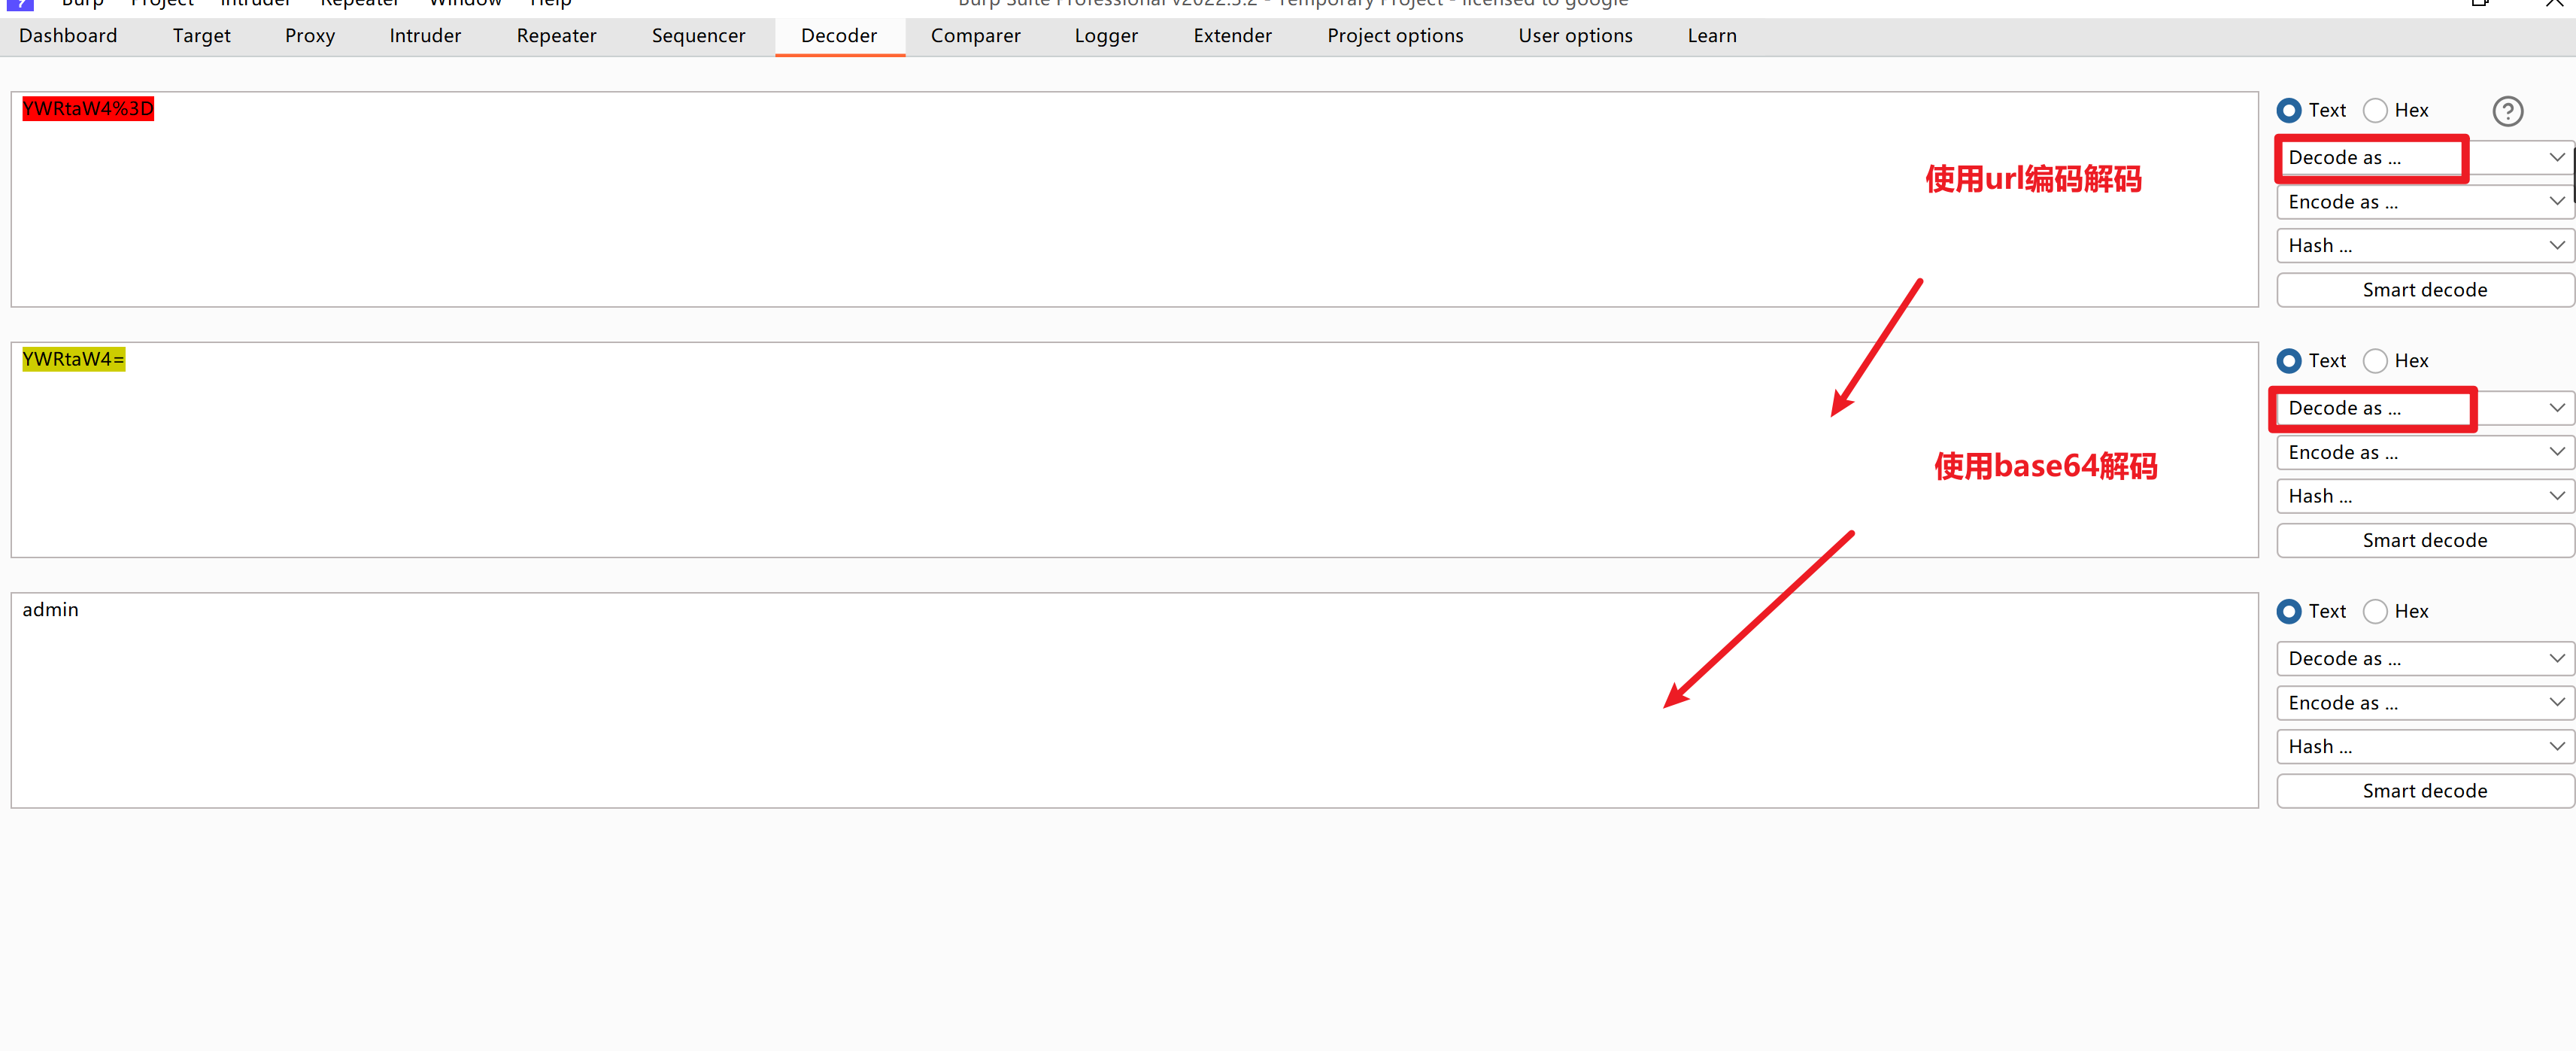 Burp Project Intruder Repeater Window Help Burp Suite Professional v2022.3.2 - Temporary Project - licensed to google
Dashboard Target Proxy Intruder Repeater Sequencer Decoder Comparer Logger Extender Project options User options Learn
YWRtaW4%3D
Text Hex ?
Decode as ...
使用url编码解码
Encode as ...
Hash ...
Smart decode
YWRtaW4=
Text Hex
Decode as ...
使用base64解码
Encode as ...
Hash ...
Smart decode
admin
Text Hex
Decode as ...
Encode as ...
Hash ...
Smart decode